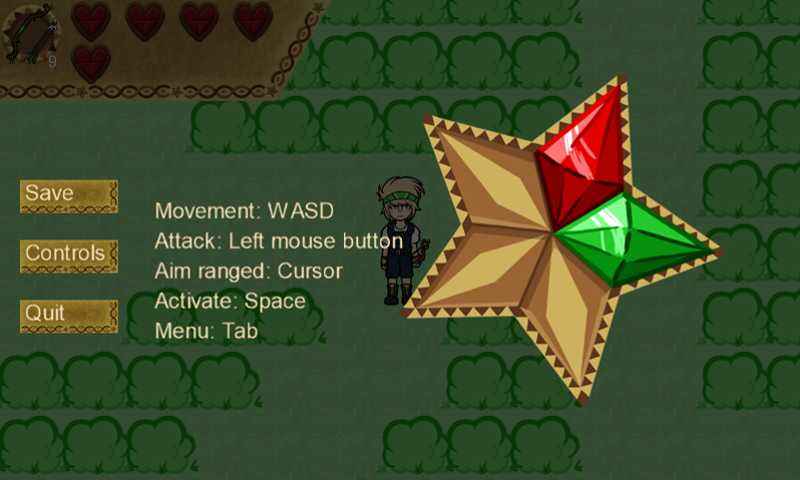 9
Save
Controls
Quit
Movement: WASD
Attack: Left mouse button
Aim ranged: Cursor
Activate: Space
Menu: Tab